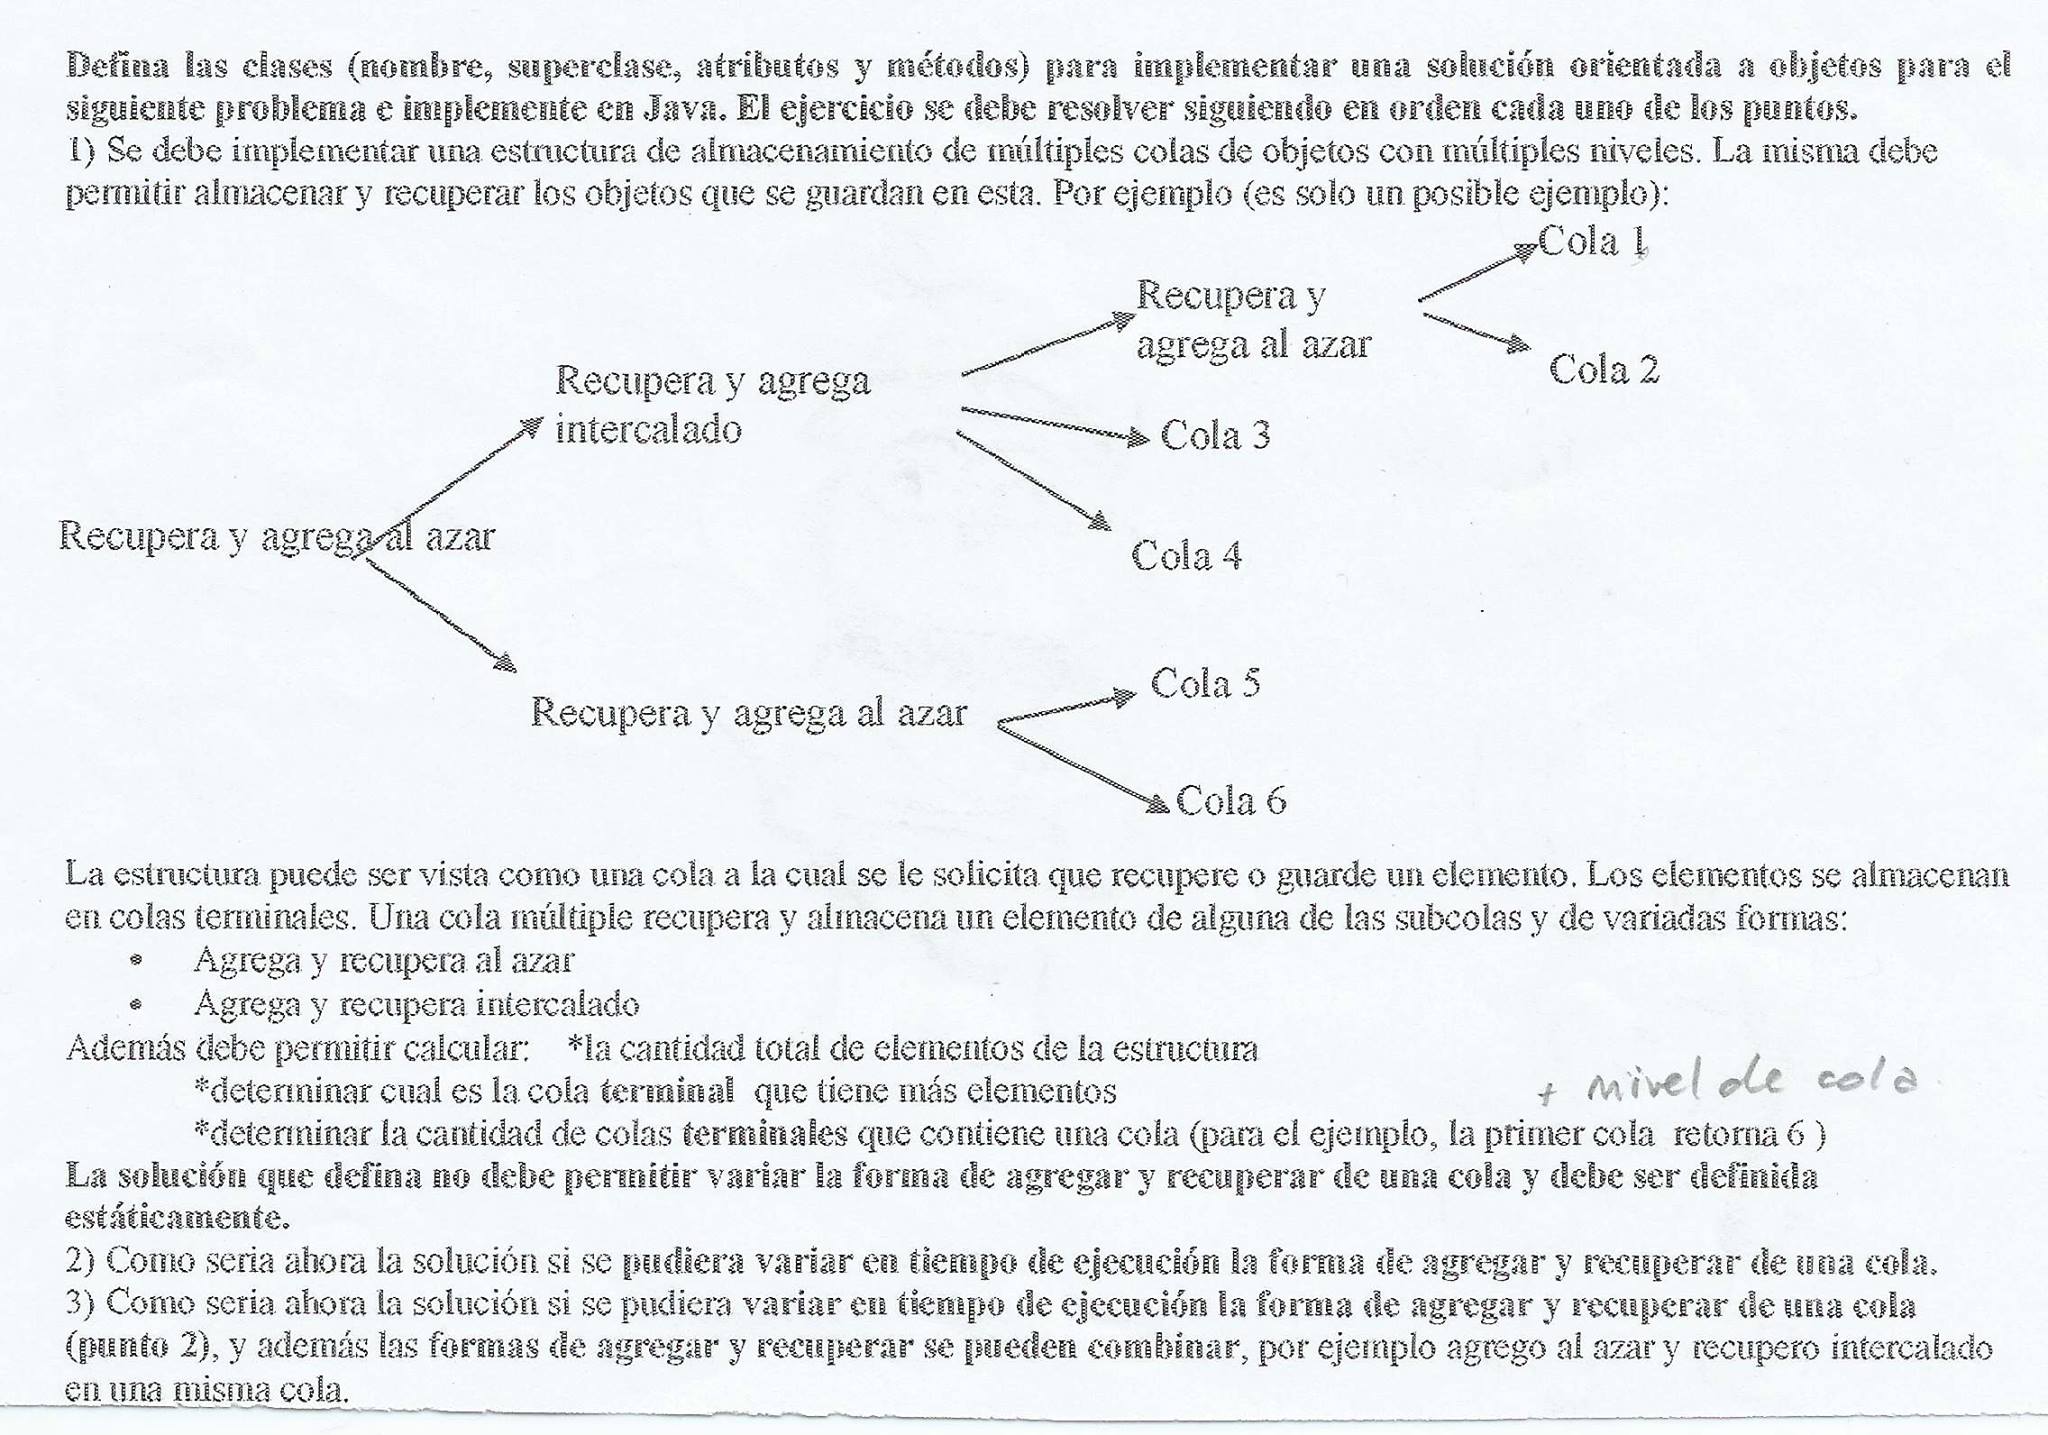 Defina las clases (nombre, superclase, atributos y métodos) para implementar una solución orientada a objetos para el
siguiente problema e implemente en Java. El ejercicio se debe resolver siguiendo en orden cada uno de los puntos.
1) Se debe implementar una estructura de almacenamiento de múltiples colas de objetos con múltiples niveles. La misma debe
permitir almacenar y recuperar los objetos que se guardan en esta. Por ejemplo (es solo un posible ejemplo):
Cola 1
Recupera y
agrega al azar
Cola 2
Recupera y agrega
intercalado
Cola 3
Cola 4
Recupera y agrega al azar
Cola 5
Recupera y agrega al azar
Cola 6
La estructura puede ser vista como una cola a la cual se le solicita que recupere o guarde un elemento. Los elementos se almacenan
en colas terminales. Una cola múltiple recupera y almacena un elemento de alguna de las subcolas y de variadas formas:
• Agrega y recupera al azar
• Agrega y recupera intercalado
Además debe permitir calcular: *la cantidad total de elementos de la estructura
*determinar cual es la cola terminal que tiene más elementos
+ nivel de cola
*determinar la cantidad de colas terminales que contiene una cola (para el ejemplo, la primer cola retorna 6 )
La solución que defina no debe permitir variar la forma de agregar y recuperar de una cola y debe ser definida
estáticamente.
2) Como seria ahora la solución si se pudiera variar en tiempo de ejecución la forma de agregar y recuperar de una cola.
3) Como seria ahora la solución si se pudiera variar en tiempo de ejecución la forma de agregar y recuperar de una cola
(punto 2), y además las formas de agregar y recuperar se pueden combinar, por ejemplo agrego al azar y recupero intercalado
en una misma cola.